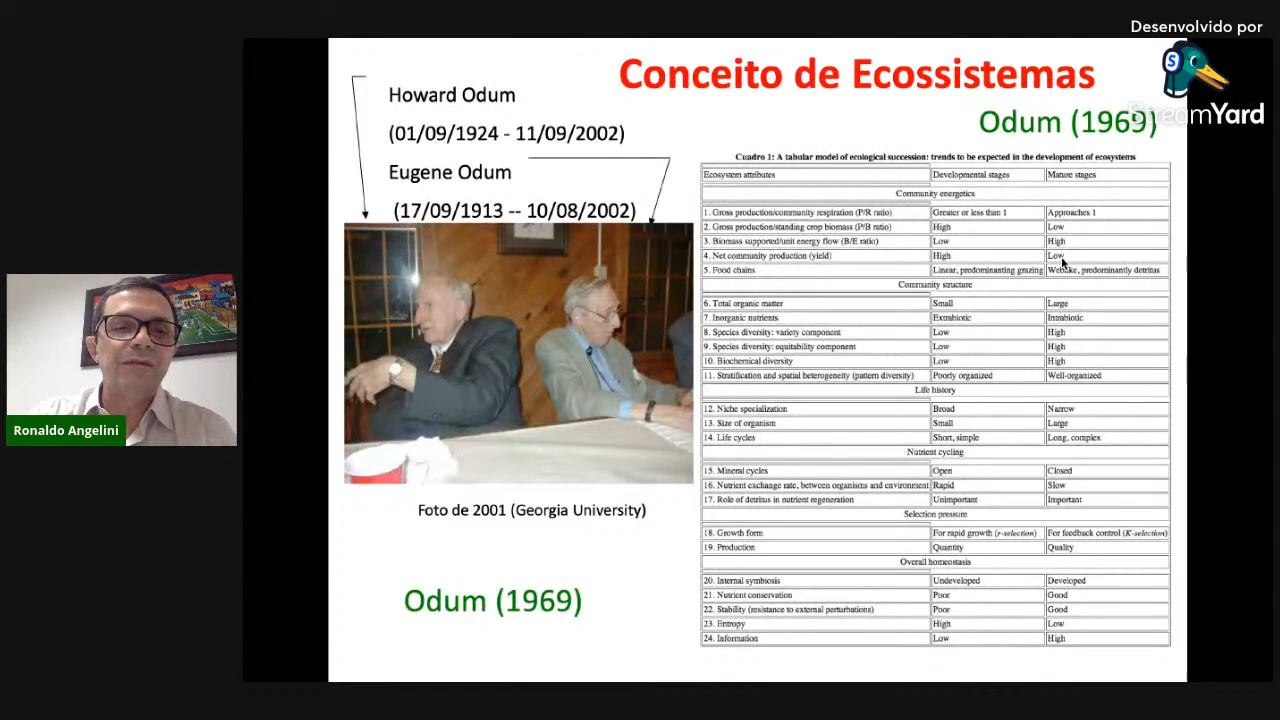 Desenvolvido por
StreamYard
Conceito de Ecossistemas
Odum (1969)
Howard Odum
(01/09/1924 - 11/09/2002)
Eugene Odum
(17/09/1913 -- 10/08/2002)
Foto de 2001 (Georgia University)
Odum (1969)
Ronaldo Angelini
Cuadro 1: A tabular model of ecological succession: trends to be expected in the development of ecosystems
Ecosystem attributes Developmental stages Mature stages
Community energetics
1. Gross production/community respiration (P/R ratio) Greater or less than 1 Approaches 1
2. Gross production/standing crop biomass (P/B ratio) High Low
3. Biomass supported/unit energy flow (B/E ratio) Low High
4. Net community production (yield) High Low
5. Food chains Linear, predominanting grazing Weblike, predominantly detritus
Community structure
6. Total organic matter Small Large
7. Inorganic nutrients Extrabiotic Intrabiotic
8. Species diversity: variety component Low High
9. Species diversity: equitability component Low High
10. Biochemical diversity Low High
11. Stratification and spatial heterogeneity (pattern diversity) Poorly organized Well-organized
Life history
12. Niche specialization Broad Narrow
13. Size of organism Small Large
14. Life cycles Short, simple Long, complex
Nutrient cycling
15. Mineral cycles Open Closed
16. Nutrient exchange rate, between organisms and environment Rapid Slow
17. Role of detritus in nutrient regeneration Unimportant Important
Selection pressure
18. Growth form For rapid growth (r-selection) For feedback control (K-selection)
19. Production Quantity Quality
Overall homeostasis
20. Internal symbiosis Undeveloped Developed
21. Nutrient conservation Poor Good
22. Stability (resistance to external perturbations) Poor Good
23. Entropy High Low
24. Information Low High